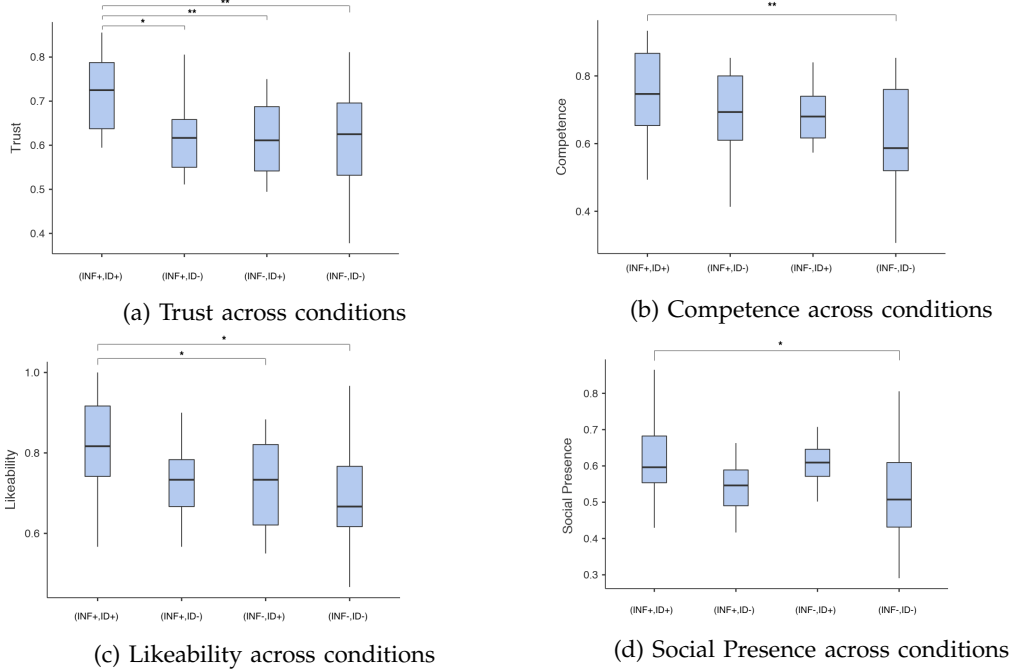 **
**
*
0.8
0.7
0.6
0.5
0.4
Trust
(INF+,ID+) (INF+,ID-) (INF-,ID+) (INF-,ID-)
(a) Trust across conditions
**
0.8
0.6
0.4
Competence
(INF+,ID+) (INF+,ID-) (INF-,ID+) (INF-,ID-)
(b) Competence across conditions
*
*
1.0
0.8
0.6
Likeability
(INF+,ID+) (INF+,ID-) (INF-,ID+) (INF-,ID-)
(c) Likeability across conditions
*
0.8
0.7
0.6
0.5
0.4
0.3
Social Presence
(INF+,ID+) (INF+,ID-) (INF-,ID+) (INF-,ID-)
(d) Social Presence across conditions